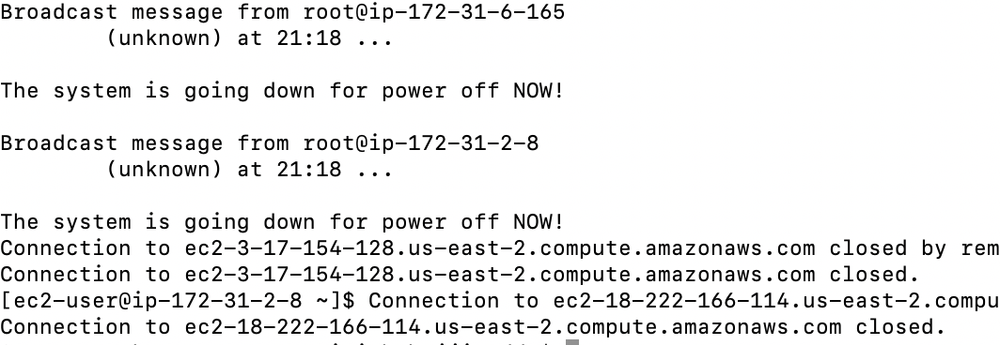 Broadcast message from root@ip-172-31-6-165
(unknown) at 21:18 ...
The system is going down for power off NOW!
Broadcast message from root@ip-172-31-2-8
(unknown) at 21:18 ...
The system is going down for power off NOW!
Connection to ec2-3-17-154-128.us-east-2.compute.amazonaws.com closed by rem
Connection to ec2-3-17-154-128.us-east-2.compute.amazonaws.com closed.
[ec2-user@ip-172-31-2-8 ~]$ Connection to ec2-18-222-166-114.us-east-2.compu
Connection to ec2-18-222-166-114.us-east-2.compute.amazonaws.com closed.